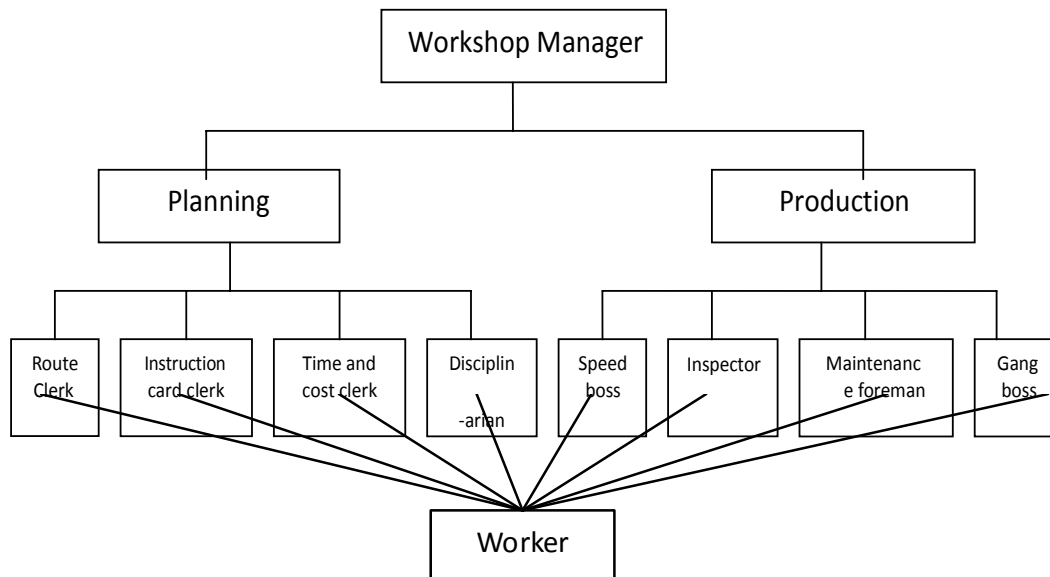 Workshop Manager
Planning
Production
Route
Clerk
Instruction
card clerk
Time and
cost clerk
Disciplin
-arian
Speed
boss
Inspector
Maintenanc
e foreman
Gang
boss
Worker